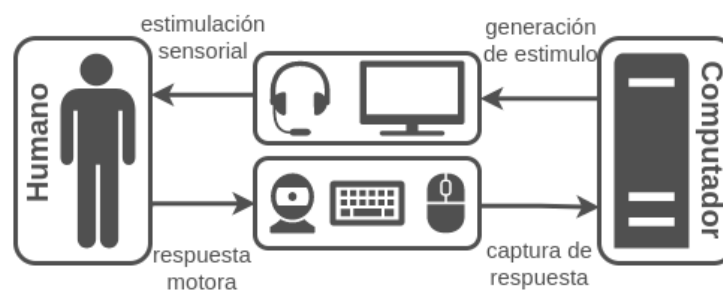 estimulación
sensorial
generación
de estimulo
Humano
Computador
respuesta
motora
captura de
respuesta